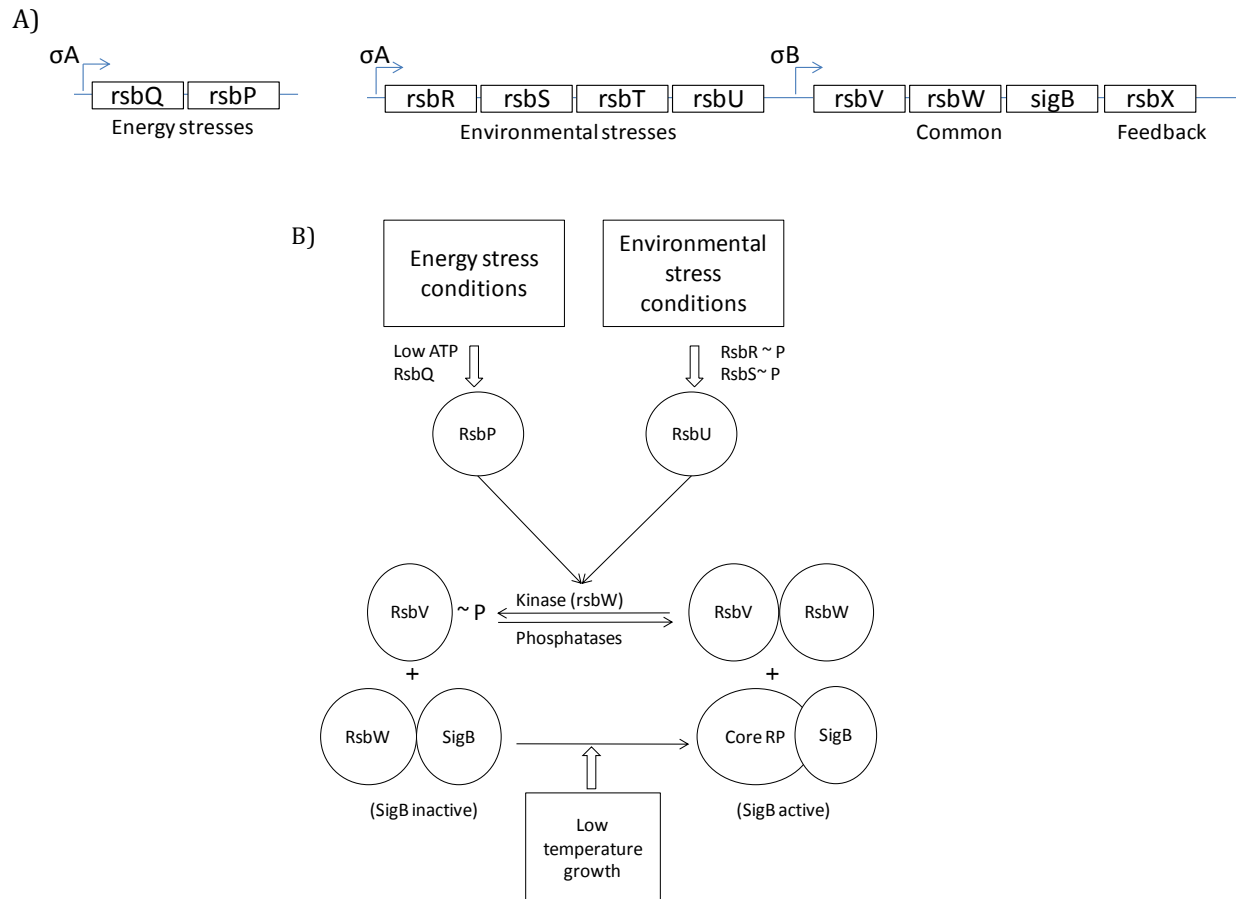 A)
σA
rsbQ rsbP
Energy stresses
σA
rsbR rsbS rsbT rsbU
Environmental stresses
σB
rsbV rsbW sigB rsbX
Common
Feedback
B)
Energy stress
conditions
Environmental
stress
conditions
Low ATP
RsbQ
RsbR ~ P
RsbS~ P
RsbP
RsbU
RsbV ~ P
Kinase (rsbW)
Phosphatases
RsbV RsbW
+
+
RsbW SigB
Core RP SigB
(SigB inactive)
(SigB active)
Low
temperature
growth